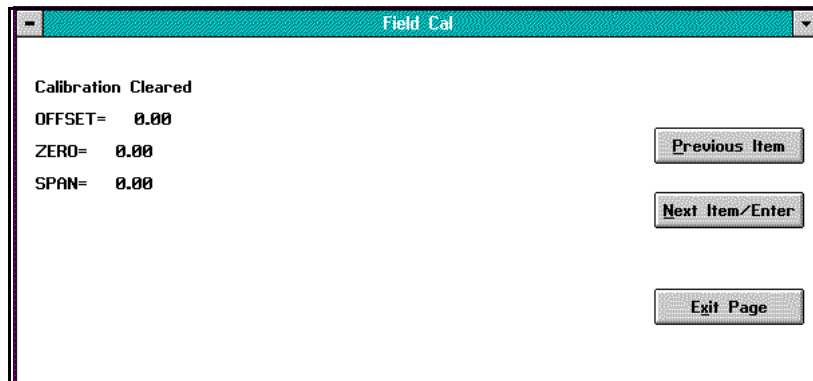 Field Cal
Calibration Cleared
OFFSET= 0.00
ZERO= 0.00
SPAN= 0.00
Previous Item
Next Item/Enter
Exit Page